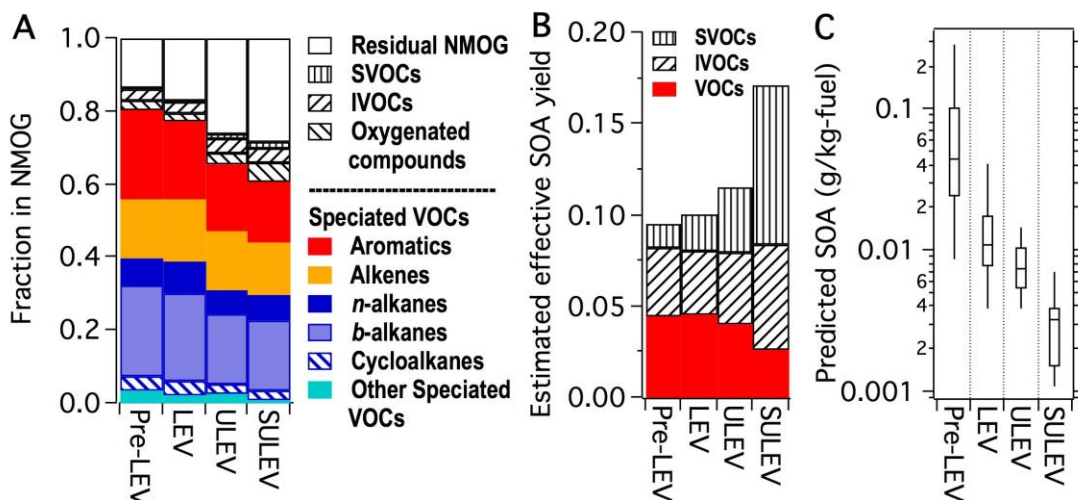 A
Fraction in NMOG
1.0
0.8
0.6
0.4
0.2
0.0
Pre-LEV
LEV
ULEV
SULEV
Residual NMOG
SVOCs
IVOCs
Oxygenated
compounds
Speciated VOCs
Aromatics
Alkenes
n-alkanes
b-alkanes
Cycloalkanes
Other Speciated
VOCs
B
Estimated effective SOA yield
0.20
0.15
0.10
0.05
0.00
SVOCs
IVOCs
VOCs
Pre-LEV
LEV
ULEV
SULEV
C
Predicted SOA (g/kg-fuel)
2
0.1
6
4
2
0.01
6
4
2
0.001
Pre-LEV
LEV
ULEV
SULEV